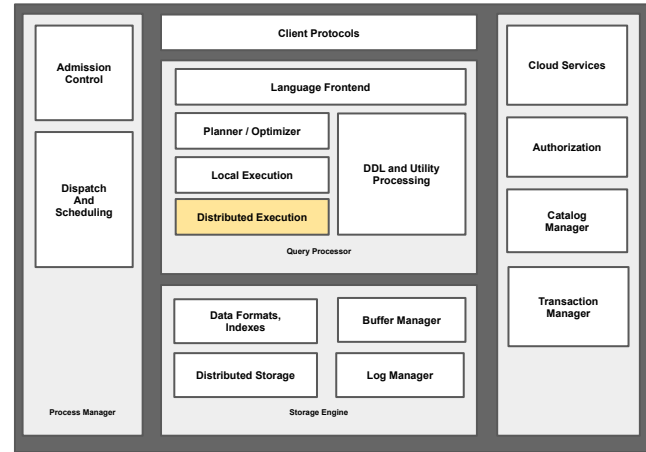 Admission
Control
Dispatch
And
Scheduling
Process Manager
Client Protocols
Language Frontend
Planner / Optimizer
Local Execution
Distributed Execution
DDL and Utility
Processing
Query Processor
Data Formats,
Indexes
Buffer Manager
Distributed Storage
Log Manager
Storage Engine
Cloud Services
Authorization
Catalog
Manager
Transaction
Manager